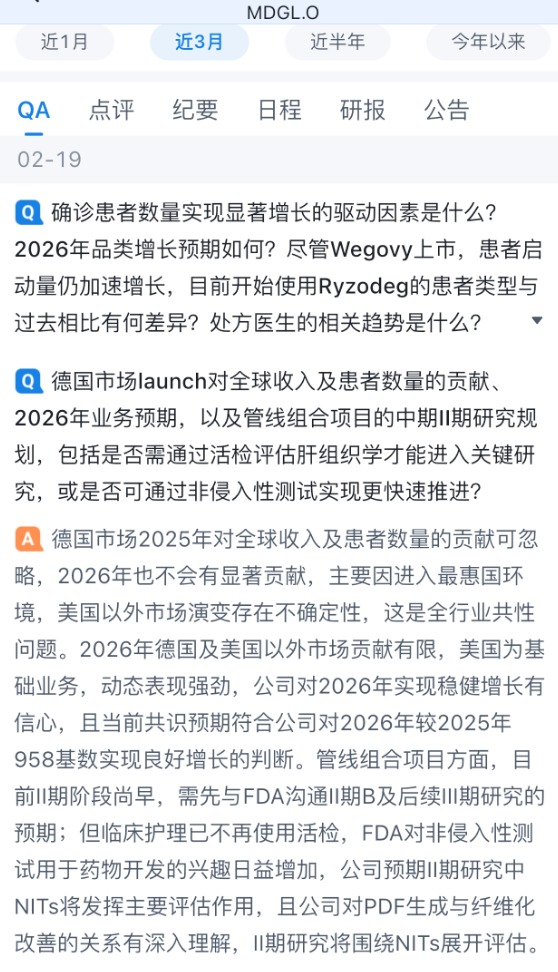 MDGL.O
近1月 近3月 近半年 今年以来
QA 点评 纪要 日程 研报 公告
02-19
Q 确诊患者数量实现显著增长的驱动因素是什么？
2026年品类增长预期如何？尽管Wegovy上市，患者启
动量仍加速增长，目前开始使用Ryzodeg的患者类型与
过去相比有何差异？处方医生的相关趋势是什么？
Q 德国市场launch对全球收入及患者数量的贡献、
2026年业务预期，以及管线组合项目的中期II期研究规
划，包括是否需通过活检评估肝组织学才能进入关键研
究，或是否可通过非侵入性测试实现更快速推进？
A 德国市场2025年对全球收入及患者数量的贡献可忽
略，2026年也不会有显著贡献，主要因进入最惠国环
境，美国以外市场演变存在不确定性，这是全行业共性
问题。2026年德国及美国以外市场贡献有限，美国为基
础业务，动态表现强劲，公司对2026年实现稳健增长有
信心，且当前共识预期符合公司对2026年较2025年
958基数实现良好增长的判断。管线组合项目方面，目
前II期阶段尚早，需先与FDA沟通II期B及后续III期研究的
预期；但临床护理已不再使用活检，FDA对非侵入性测
试用于药物开发的兴趣日益增加，公司预期II期研究中
NITs将发挥主要评估作用，且公司对PDF生成与纤维化
改善的关系有深入理解，II期研究将围绕NITs展开评估。